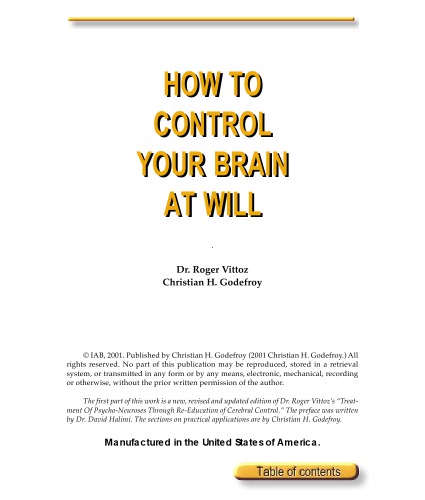 HOW TO
CONTROL
YOUR BRAIN
AT WILL
.
Dr. Roger Vittoz
Christian H. Godefroy
© IAB, 2001. Published by Christian H. Godefroy (2001 Christian H. Godefroy.) All
rights reserved. No part of this publication may be reproduced, stored in a retrieval
system, or transmitted in any form or by any means, electronic, mechanical, recording
or otherwise, without the prior written permission of the author.
The first part of this work is a new, revised and updated edition of Dr. Roger Vittoz's "Treat-
ment Of Psycho-Neuroses Through Re-Education of Cerebral Control." The preface was written
by Dr. David Halimi. The sections on practical applications are by Christian H. Godefroy.
Manufactured in the United States of America.
Table of contents